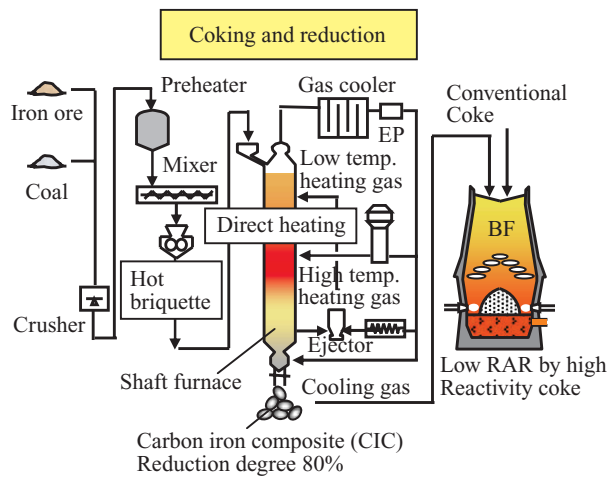 Coking and reduction
Preheater
Gas cooler
Conventional
Coke
Iron ore
EP
Mixer
Low temp.
heating gas
Coal
Direct heating
BF
Hot
briquette
High temp.
heating gas
Crusher
Ejector
Shaft furnace
Cooling gas
Low RAR by high
Reactivity coke
Carbon iron composite (CIC)
Reduction degree 80%